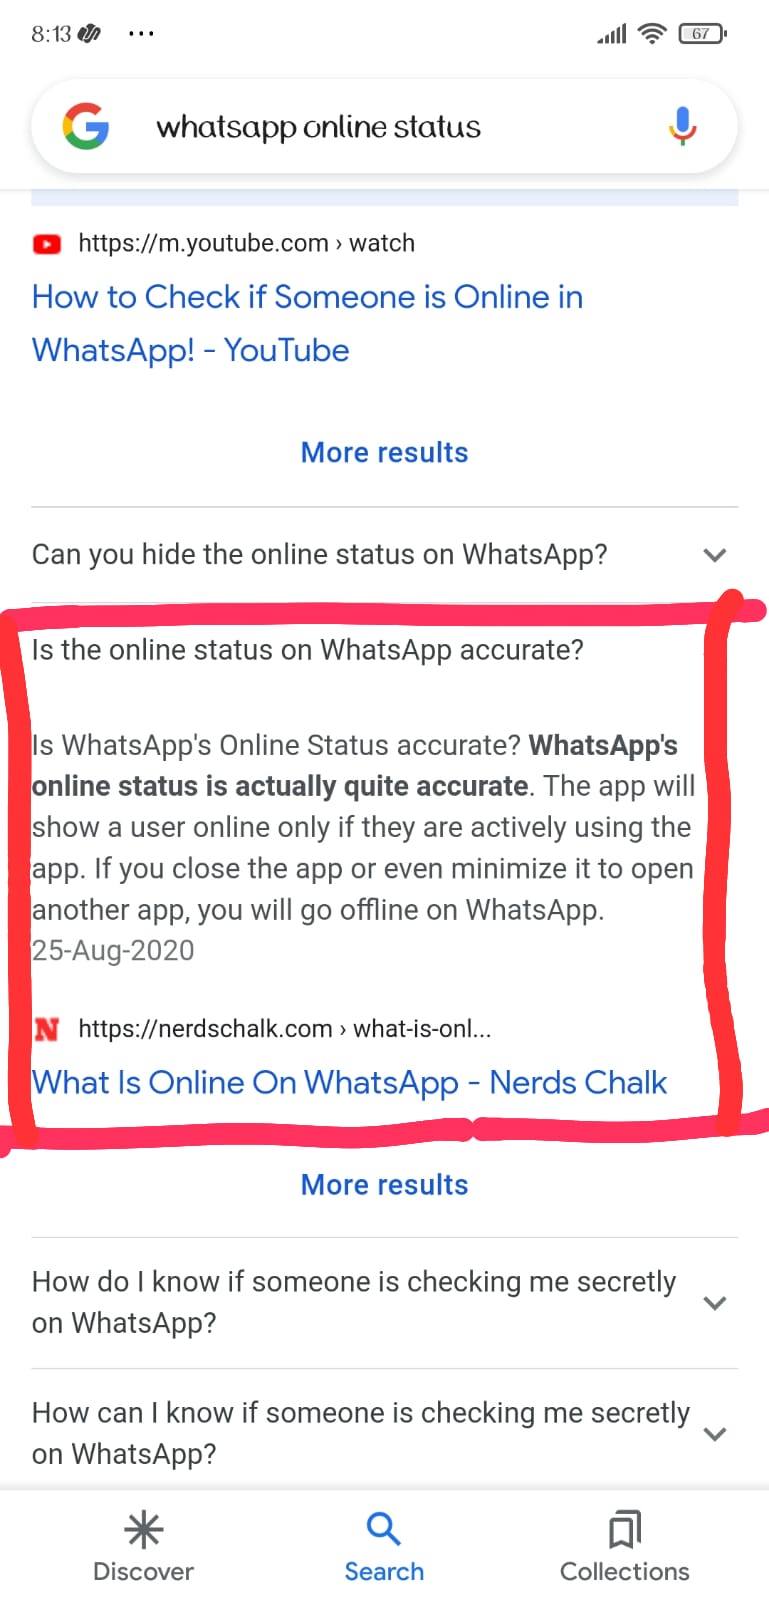 8:13 ...
67
whatsapp online status
https://m.youtube.com › watch
How to Check if Someone is Online in
WhatsApp! - YouTube
More results
Can you hide the online status on WhatsApp?
Is the online status on WhatsApp accurate?
Is WhatsApp's Online Status accurate? WhatsApp's
online status is actually quite accurate. The app will
show a user online only if they are actively using the
app. If you close the app or even minimize it to open
another app, you will go offline on WhatsApp.
25-Aug-2020
N https://nerdschalk.com › what-is-onl...
What Is Online On WhatsApp - Nerds Chalk
More results
How do I know if someone is checking me secretly
on WhatsApp?
How can I know if someone is checking me secretly
on WhatsApp?
Discover Search Collections